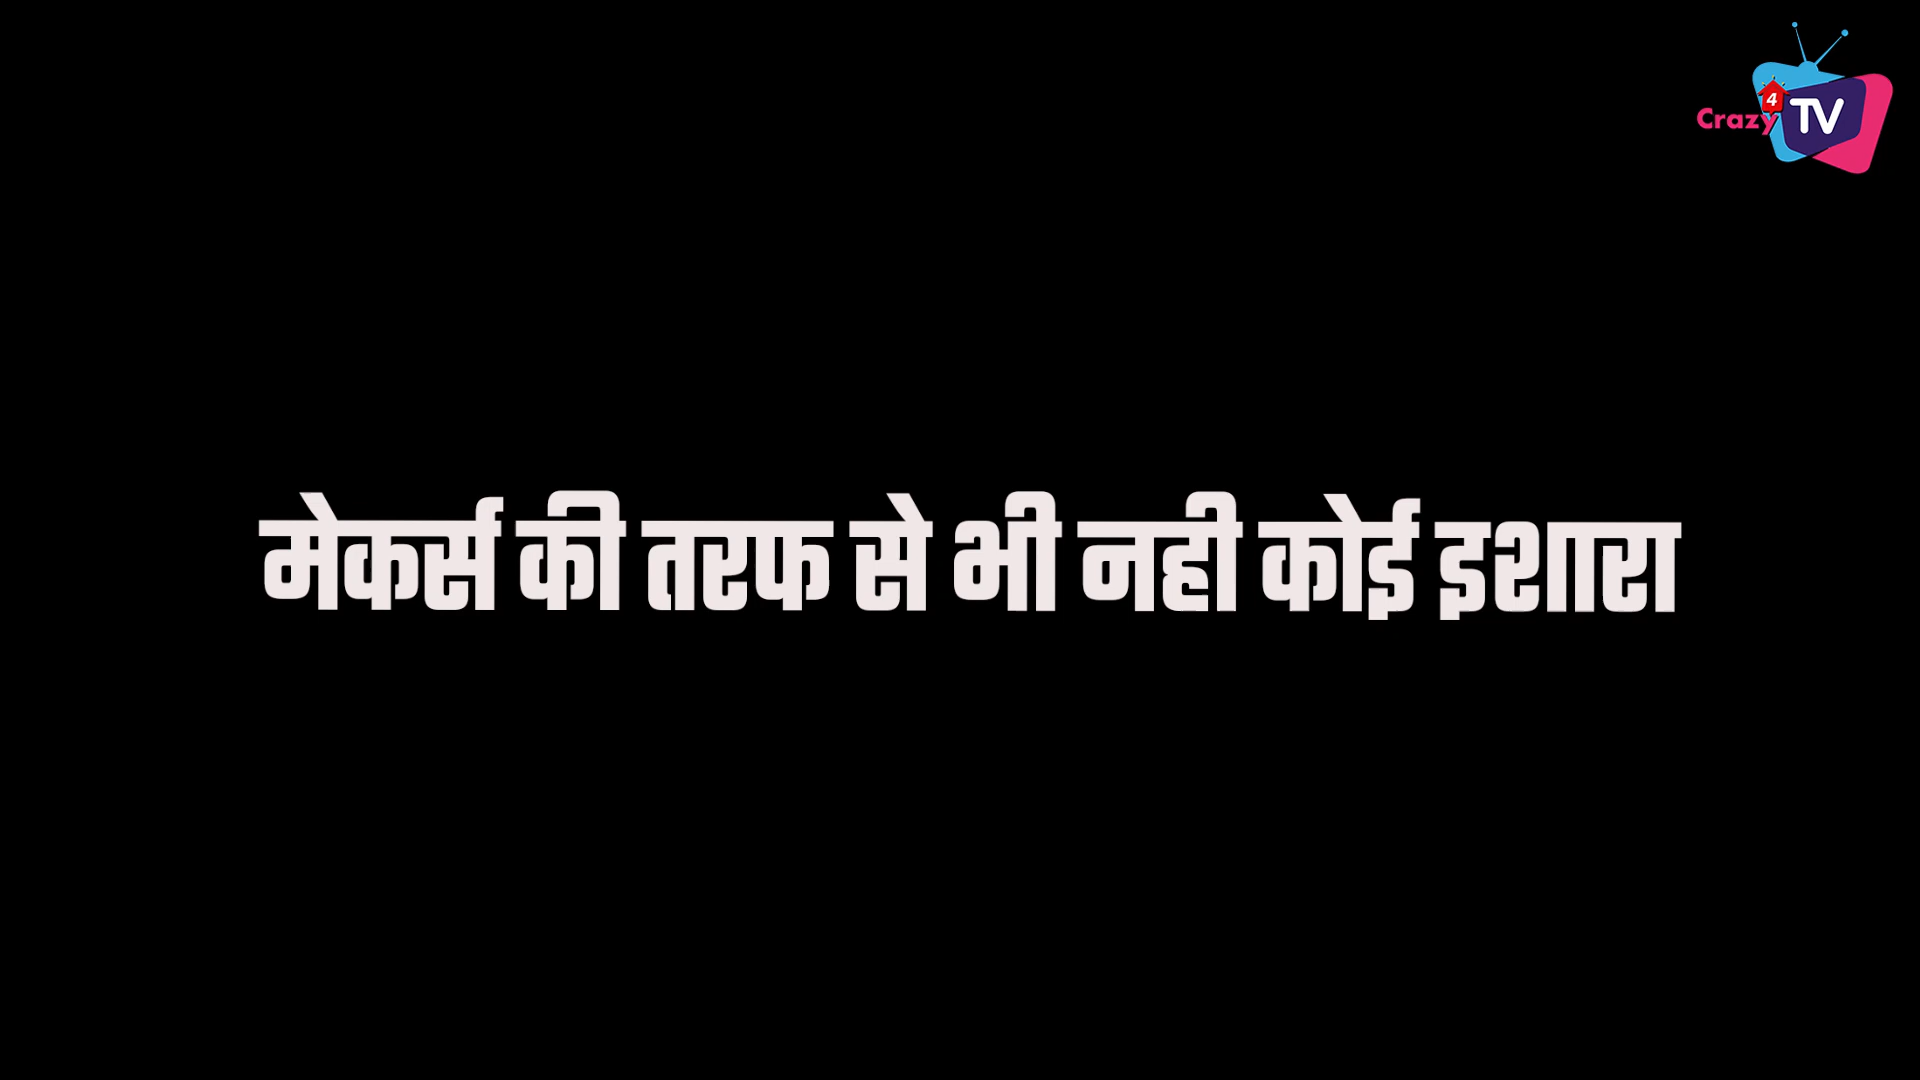 Crazy 4 TV
मेकर्स की तरफ से भी नही कोई इशारा